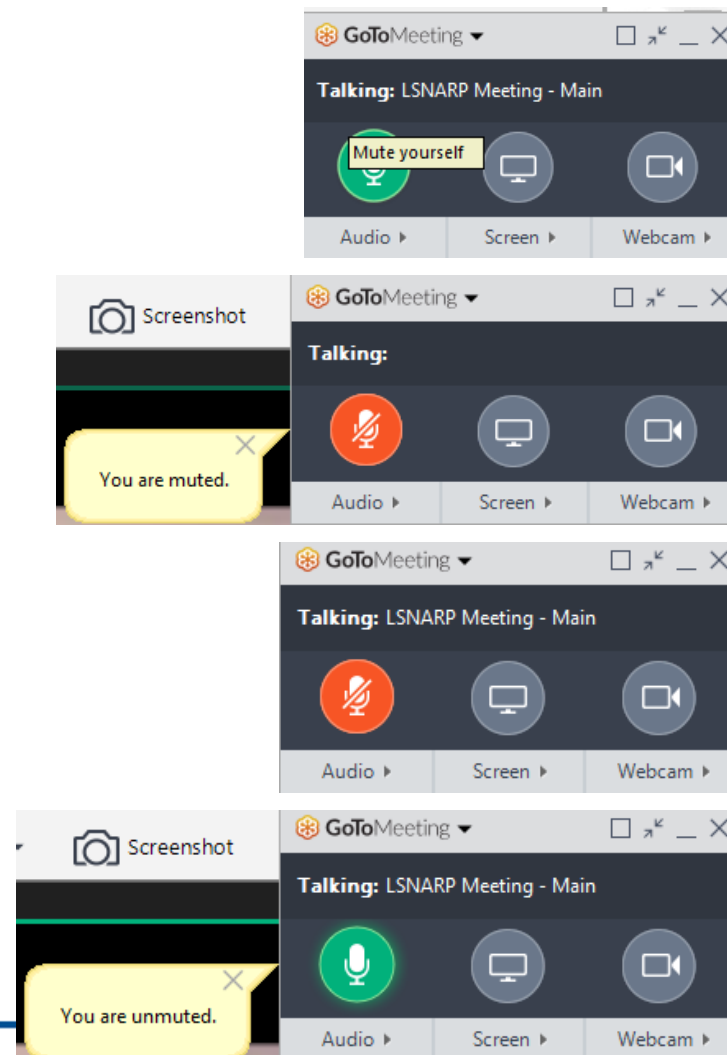 GoToMeeting
Talking: LSNARP Meeting - Main
Mute yourself
Audio Screen Webcam
Screenshot
GoToMeeting
Talking:
You are muted.
Audio Screen Webcam
GoToMeeting
Talking: LSNARP Meeting - Main
Audio Screen Webcam
Screenshot
GoToMeeting
Talking: LSNARP Meeting - Main
You are unmuted.
Audio Screen Webcam